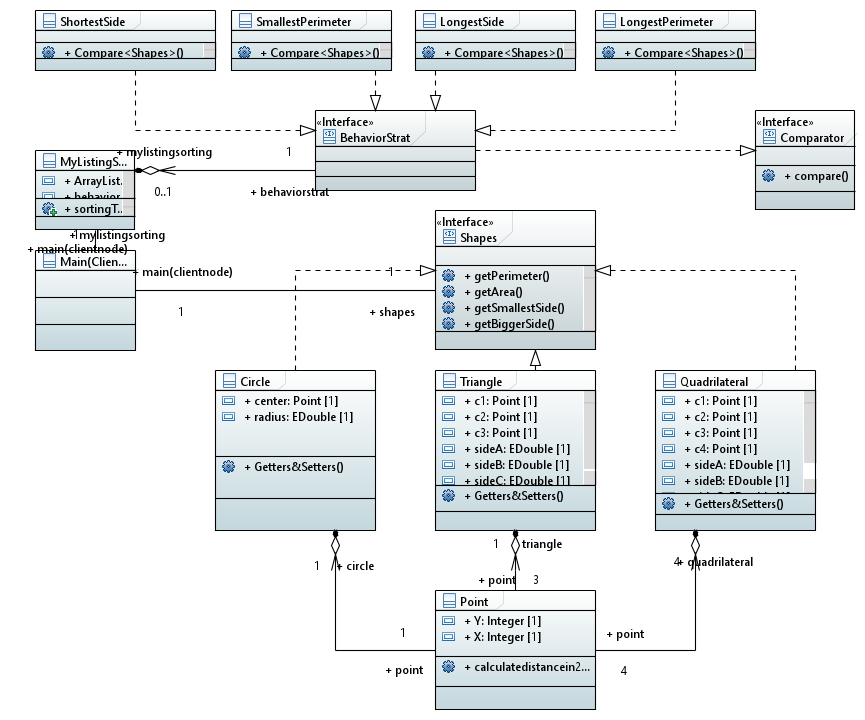 ShortestSide
+ Compare<Shapes>()
SmallestPerimeter
+ Compare<Shapes>()
LongestSide
+ Compare<Shapes>()
LongestPerimeter
+ Compare<Shapes>()
«Interface»
BehaviorStrat
«Interface»
Comparator
+ compare()
MyListingS...
+ ArrayList.
+ behavior
+ sortingT..
+ mylistingsorting
1
0..1
+ behaviorstrat
1
+ mylistingsorting
+ main(clientnode)
Main(Clien...
+ main(clientnode)
1
1
+ shapes
«Interface»
Shapes
+ getPerimeter()
+ getArea()
+ getSmallestSide()
+ getBiggerSide()
Circle
+ center: Point [1]
+ radius: EDouble [1]
+ Getters&Setters()
Triangle
+ c1: Point [1]
+ c2: Point [1]
+ c3: Point [1]
+ sideA: EDouble [1]
+ sideB: EDouble [1]
+ sideC: EDouble [1]
+ Getters&Setters()
Quadrilateral
+ c1: Point [1]
+ c2: Point [1]
+ c3: Point [1]
+ c4: Point [1]
+ sideA: EDouble [1]
+ sideB: EDouble [1]
+ Getters&Setters()
1
+ circle
1
+ triangle
4
+ quadrilateral
+ point
3
Point
+ Y: Integer [1]
+ X: Integer [1]
+ calculatedistancein2...
1
+ point
+ point
4